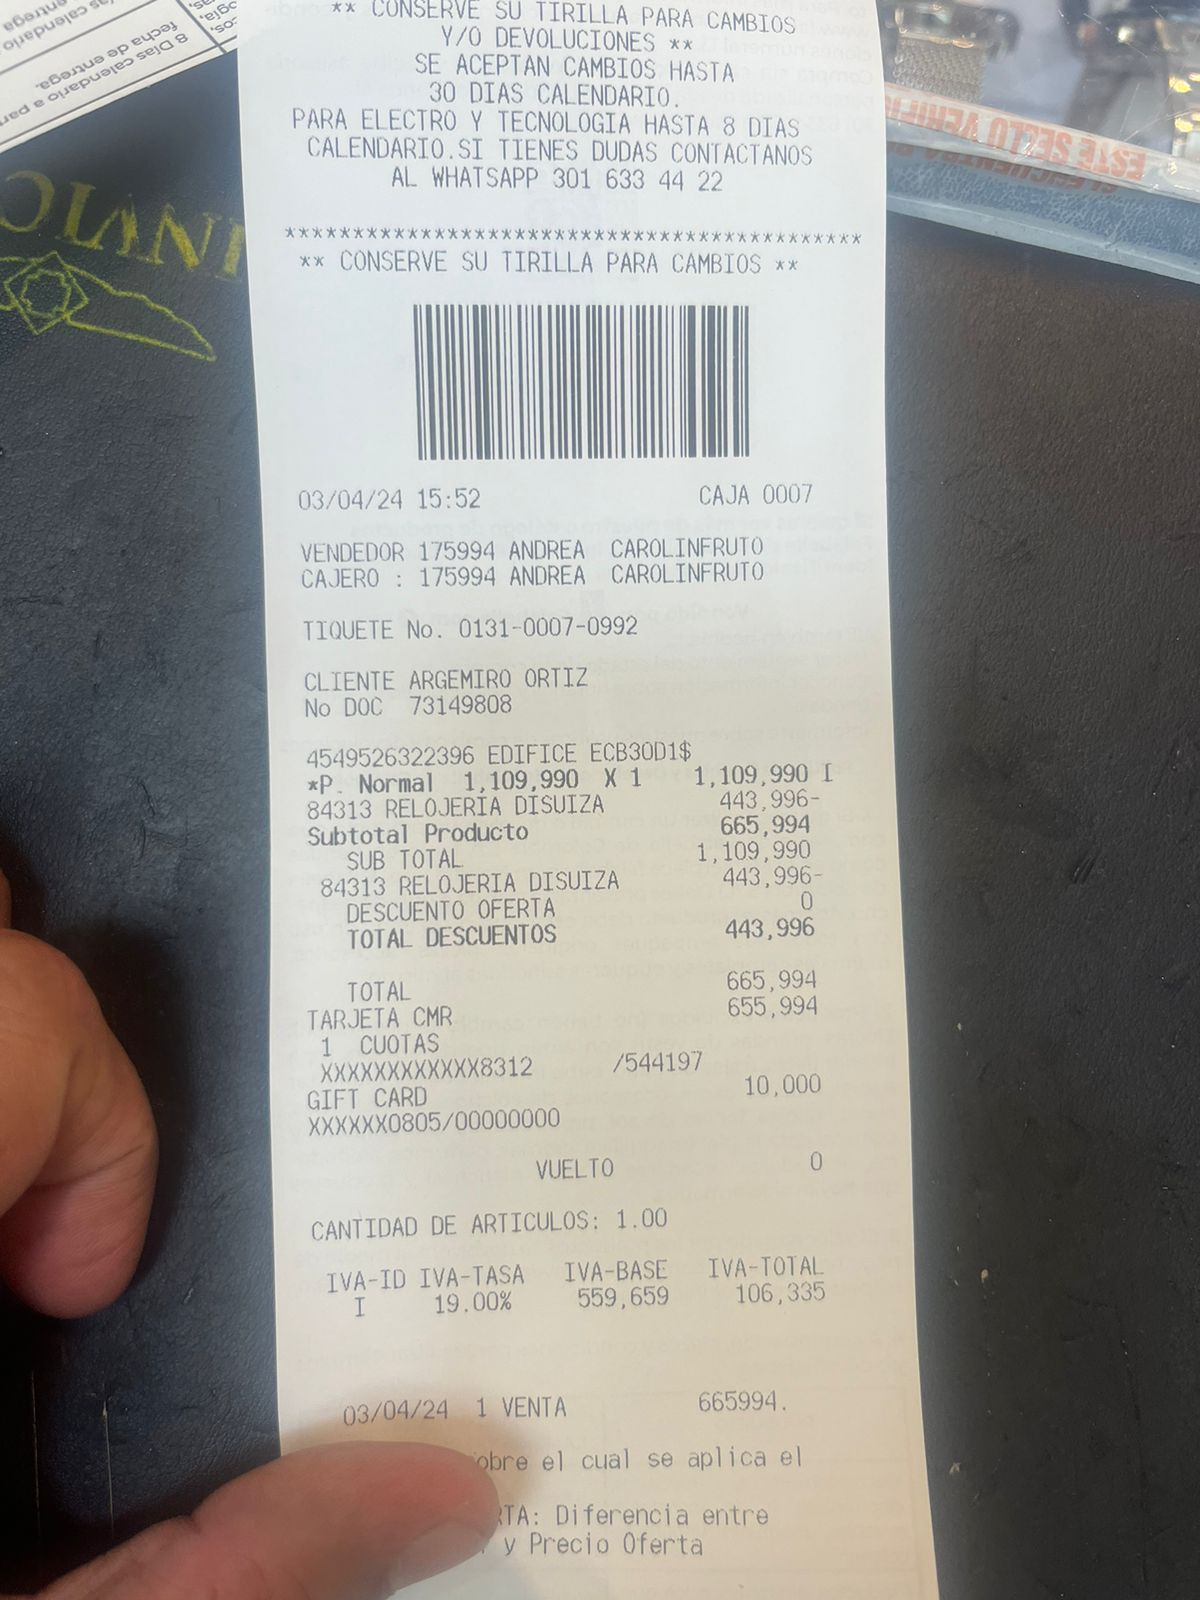 8 Días calendario a par
fecha de entrega.
ESTE SECTO
** CONSERVE SU TIRILLA PARA CAMBIOS
Y/O DEVOLUCIONES **
SE ACEPTAN CAMBIOS HASTA
30 DIAS CALENDARIO.
PARA ELECTRO Y TECNOLOGIA HASTA 8 DIAS
CALENDARIO.SI TIENES DUDAS CONTACTANOS
AL WHATSAPP 301 633 44 22
*******************************************
** CONSERVE SU TIRILLA PARA CAMBIOS **
INVIC
03/04/24 15:52 CAJA 0007
VENDEDOR 175994 ANDREA CAROLINFRUTO
CAJERO : 175994 ANDREA CAROLINFRUTO
TIQUETE No. 0131-0007-0992
CLIENTE ARGEMIRO ORTIZ
No DOC 73149808
4549526322396 EDIFICE ECB30D1$
*P. Normal 1,109,990 X 1 1,109,990 I
84313 RELOJERIA DISUIZA 443,996-
Subtotal Producto 665,994
SUB TOTAL 1,109,990
84313 RELOJERIA DISUIZA 443,996-
DESCUENTO OFERTA 0
TOTAL DESCUENTOS 443,996
TOTAL 665,994
TARJETA CMR 655,994
1 CUOTAS
XXXXXXXXXXXX8312 /544197
GIFT CARD 10,000
XXXXXX0805/00000000
VUELTO 0
CANTIDAD DE ARTICULOS: 1.00
IVA-ID IVA-TASA IVA-BASE IVA-TOTAL
I 19.00% 559,659 106,335
03/04/24 1 VENTA 665994.
obre el cual se aplica el
RTA: Diferencia entre
y Precio Oferta